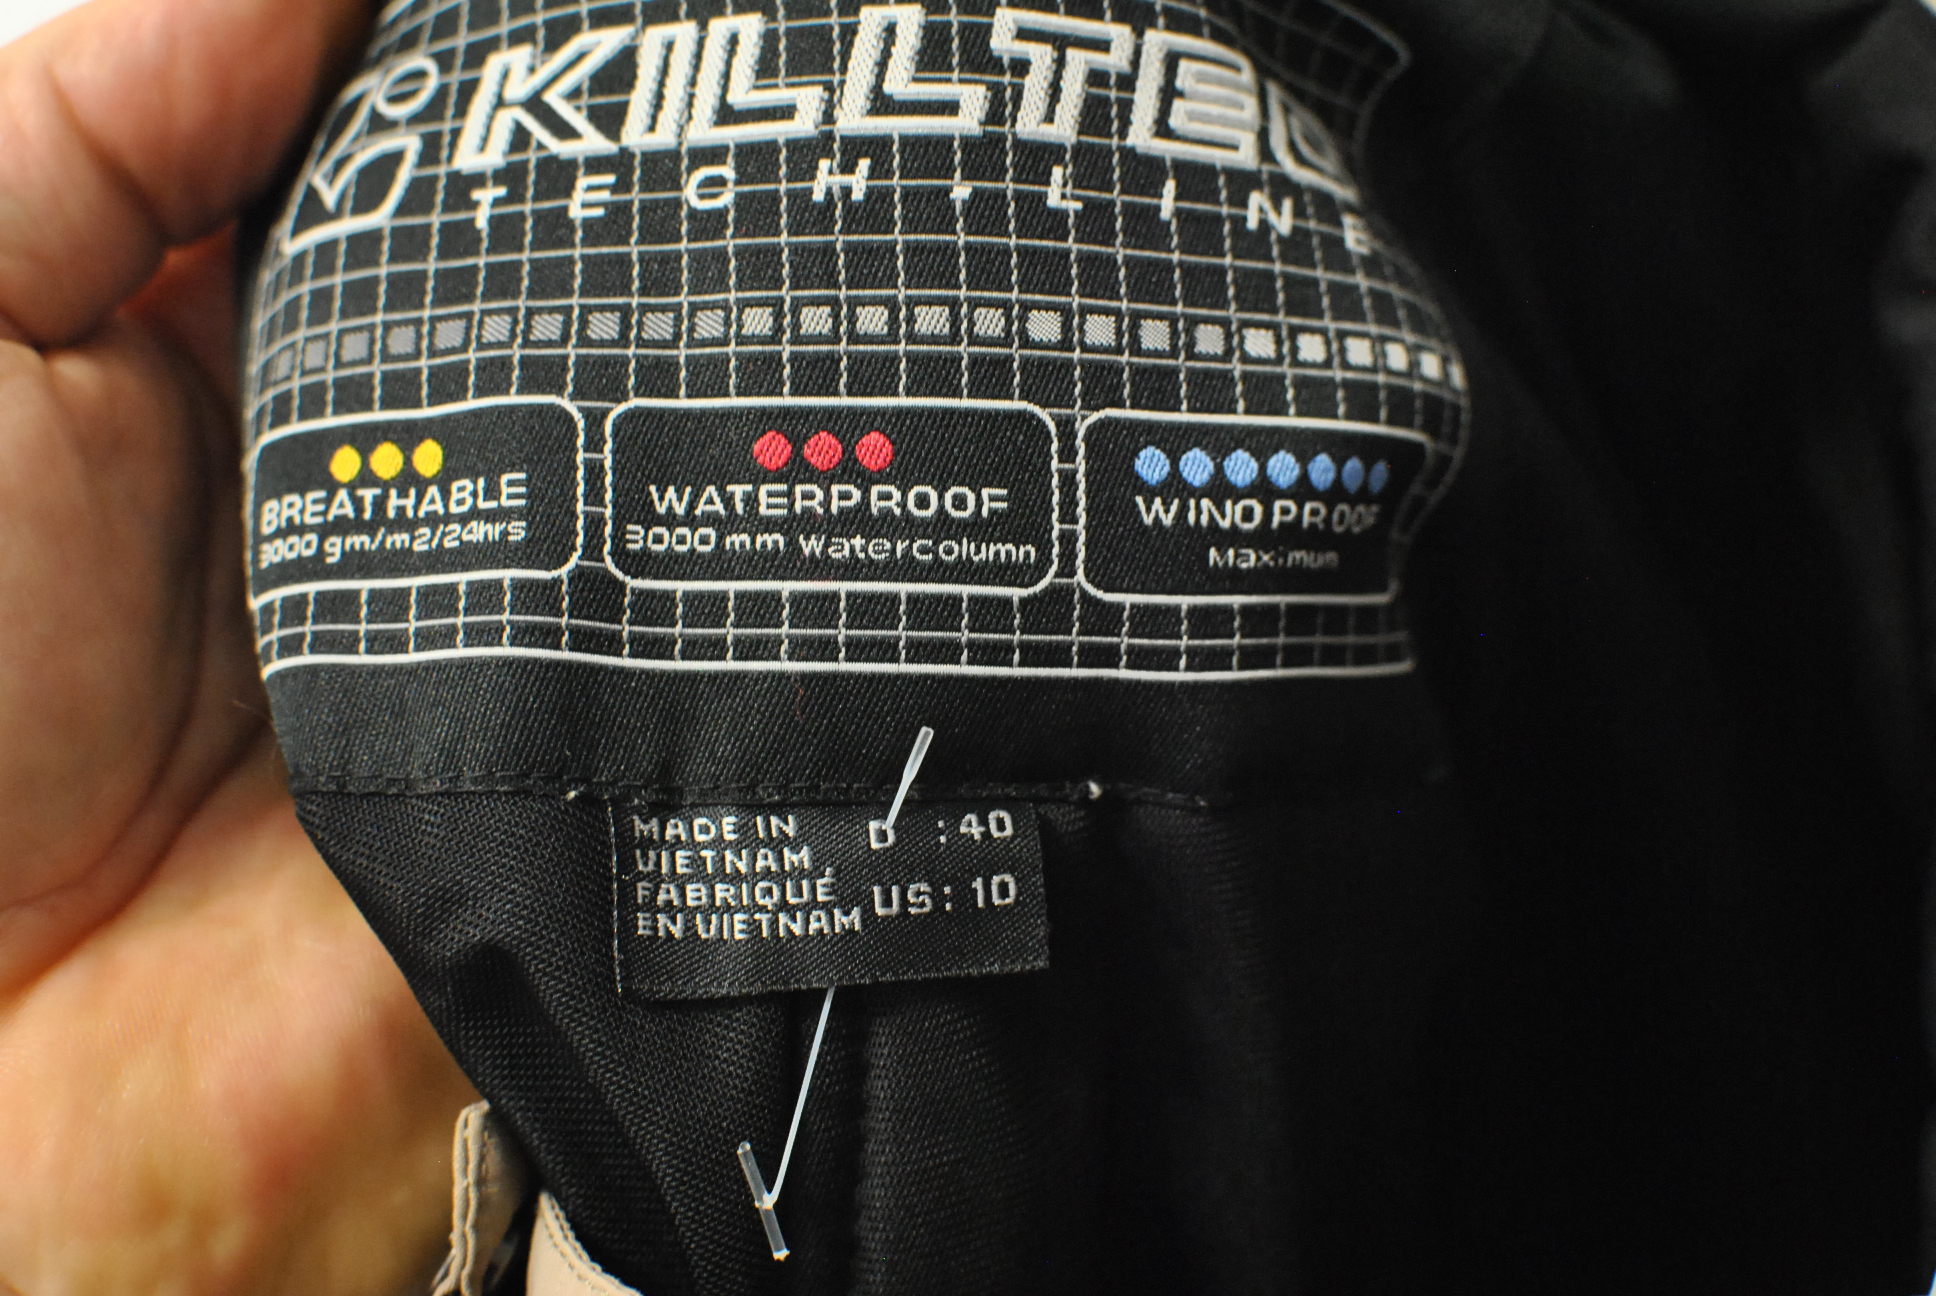 KILLTEC
TECH-LINE
BREATHABLE
3000 gm/m2/24hrs
WATERPROOF
3000 mm watercolumn
WINDPROOF
Maximum
MADE IN
VIETNAM,
FABRIQUÉ
EN VIETNAM
D :40
US: 10